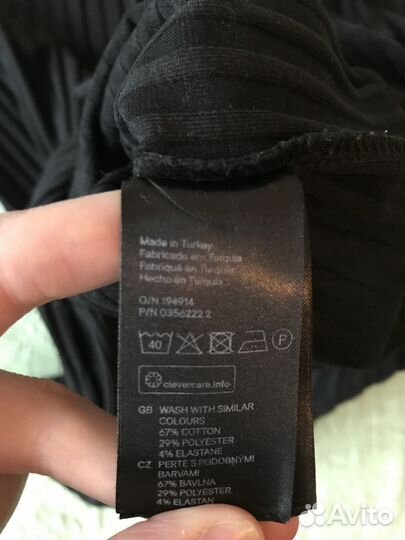 Made in Turkey
Fabricado em Turquia
Fabriqué en Turquie
Hecho en Turquía
O/N 194914
P/N 0356222 2
40 P
clevercare.info
GB WASH WITH SIMILAR
COLOURS
67% COTTON
29% POLYESTER
4% ELASTANE
CZ PERTE S PODOBNÝMI
BARVAMI
67% BAVLNA
29% POLYESTER
4% ELASTAN
Avito